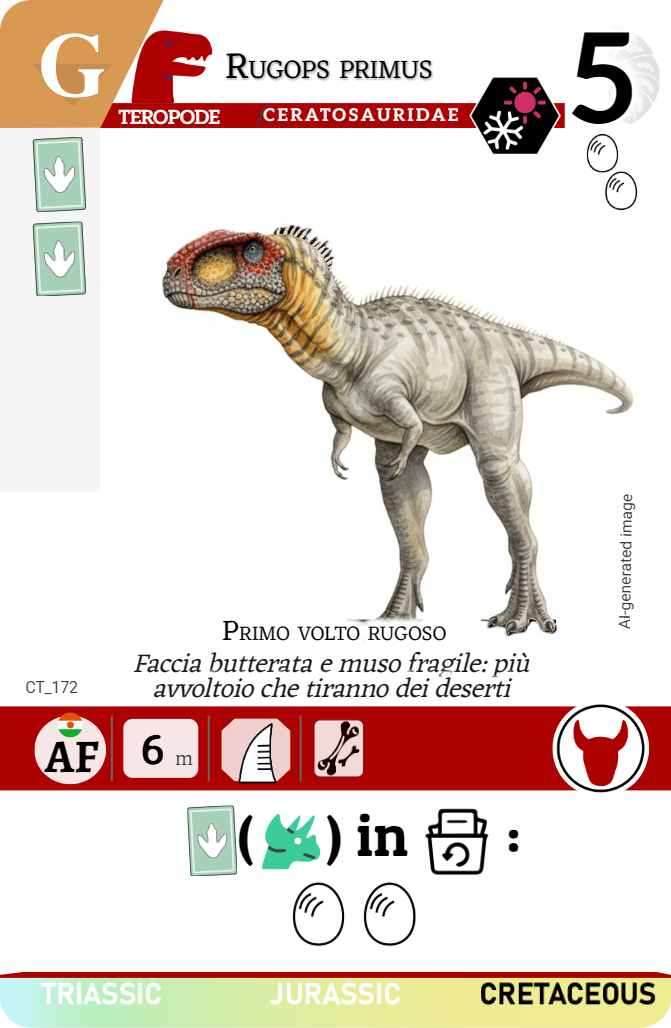 G
RUGOPS PRIMUS
5
TEROPODE
/CERATOSAURIDAE
AI-generated image
PRIMO VOLTO RUGOSO
Faccia butterata e muso fragile: più
avvoltoio che tiranno dei deserti
CT_172
AF
6 m
( ) in :
TRIASSIC JURASSIC CRETACEOUS